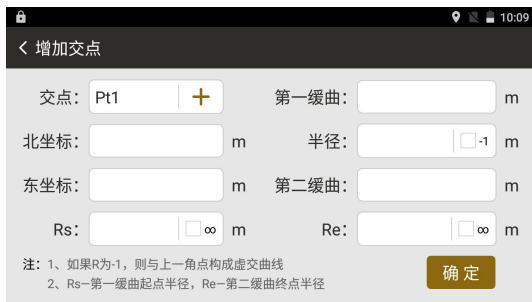 10:09
增加交点
交点： Pt1 + 第一缓曲： m
北坐标： m 半径： -1 m
东坐标： m 第二缓曲： m
Rs： ∞ m Re： ∞ m
注：1、如果R为-1，则与上一角点构成虚交曲线
2、Rs—第一缓曲起点半径，Re—第二缓曲终点半径
确 定